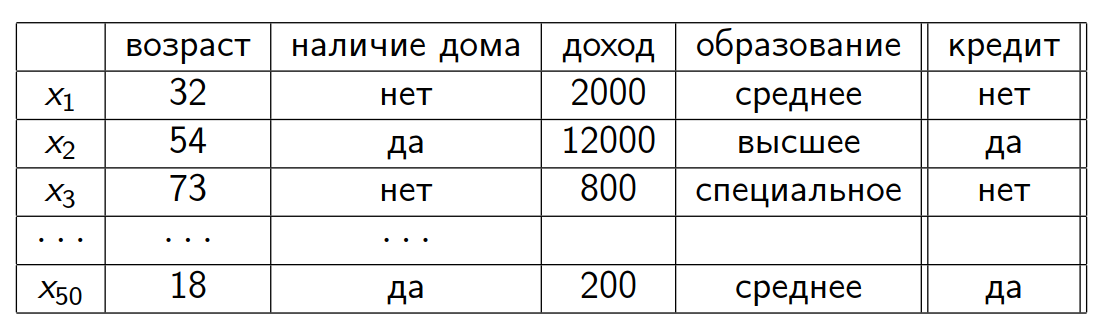 возраст наличие дома доход образование кредит
x₁ 32 нет 2000 среднее нет
x₂ 54 да 12000 высшее да
x₃ 73 нет 800 специальное нет
... ... ...
x₅₀ 18 да 200 среднее да